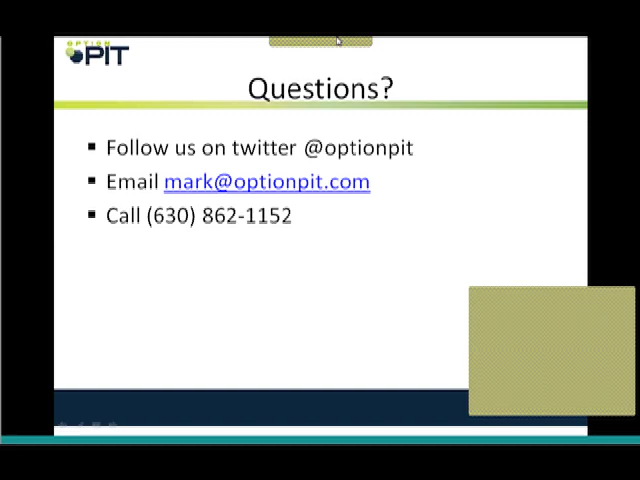 OPTION
PIT
Questions?
Follow us on twitter @optionpit
Email mark@optionpit.com
Call (630) 862-1152